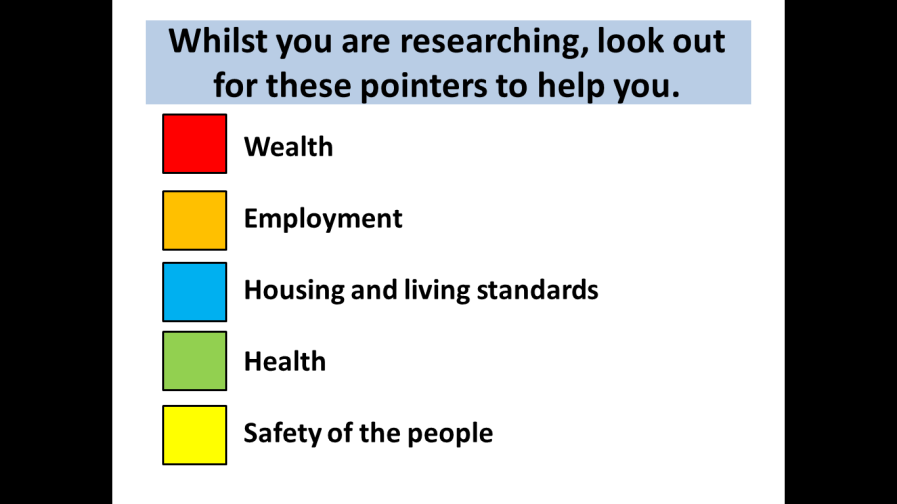 Whilst you are researching, look out
for these pointers to help you.
Wealth
Employment
Housing and living standards
Health
Safety of the people